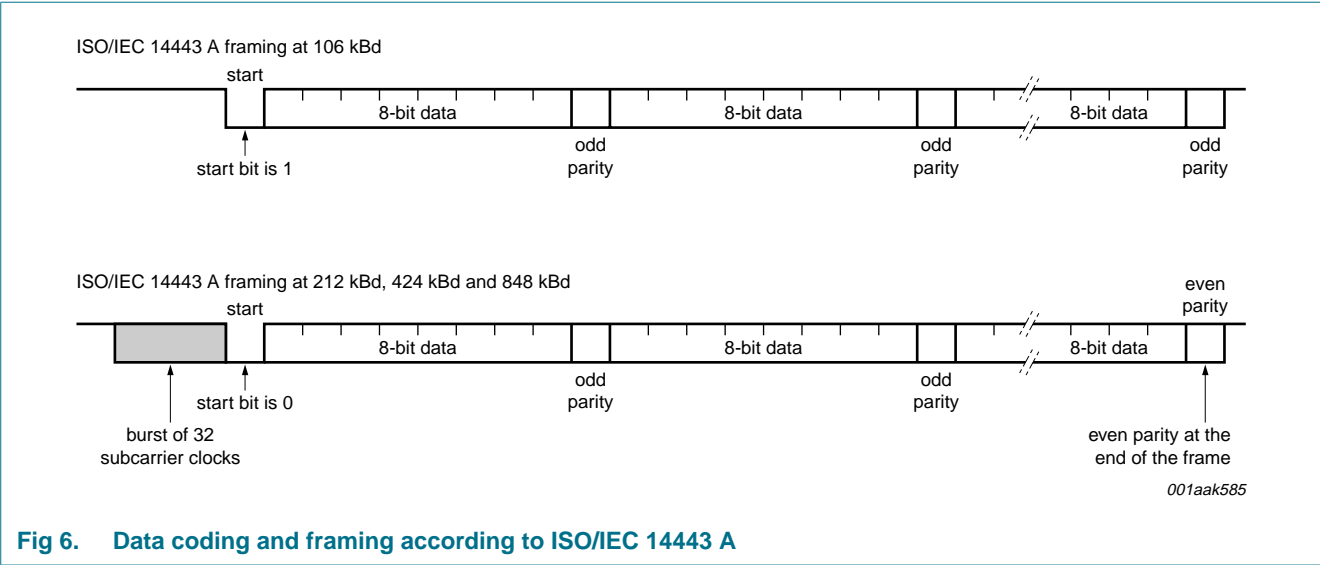 ISO/IEC 14443 A framing at 106 kBd
start
8-bit data
8-bit data
8-bit data
start bit is 1
odd
parity
odd
parity
odd
parity
ISO/IEC 14443 A framing at 212 kBd, 424 kBd and 848 kBd
even
parity
start
8-bit data
8-bit data
8-bit data
start bit is 0
odd
parity
odd
parity
burst of 32
subcarrier clocks
even parity at the
end of the frame
001aak585
Fig 6. Data coding and framing according to ISO/IEC 14443 A